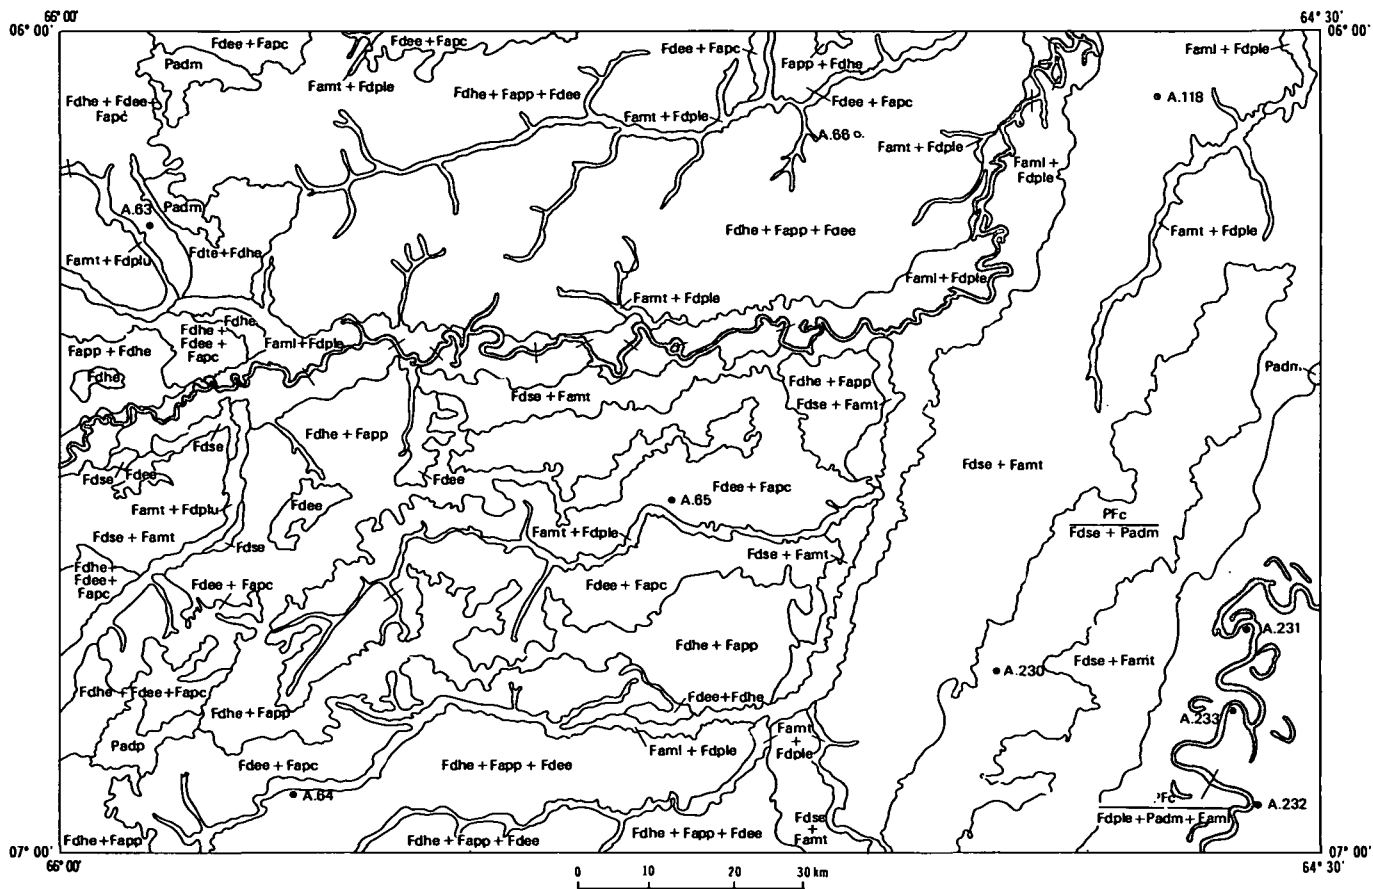 66° 00'
64° 30'
06° 00'
06° 00'
Fdee + Fapc
Fdee + Fapc
Fdee + Fapc
Fapp + Fdhe
Faml + Fdple
Padm
Famt + Fdple
Fdhe + Fapp + Fdee
Fdee + Fapc
A.118
Fdhe + Fdee +
Fapc
Famt + Fdple
A.66
Famt + Fdple
Faml +
Fdple
A.63
Padm
Fdhe + Fapp + Fdee
Famt + Fdple
Famt + Fdplu
Fdte + Fdhe
Faml + Fdple
Famt + Fdple
Fdhe
Fdhe +
Fdee +
Fapc
Faml + Fdple
Fapp + Fdhe
Fdhe
Padm
Fdhe + Fapp
Fdse + Famt
Fdse + Famt
Fdhe + Fapp
Fdse
Fdse
Fdee
Fdee
Fdse + Famt
Fdee + Fapc
A.65
Fdee
Famt + Fdplu
PFc
Fdse + Padm
Fdse + Famt
Famt + Fdple
Fdse
Fdse + Famt
Fdhe +
Fdee +
Fapc
Fdee + Fapc
Fdee + Fapc
A.231
Fdhe + Fapp
A.230
Fdse + Famt
Fdhe + Fdee + Fapc
Fdee + Fdhe
Fdhe + Fapp
A.233
Padp
Famt
+
Fdple
Faml + Fdple
Fdee + Fapc
Fdhe + Fapp + Fdee
A.64
PFc
Fdple + Padm + Faml
A.232
Fdse
+
Famt
Fdhe + Fapp
Fdhe + Fapp + Fdee
Fdhe + Fapp + Fdee
07° 00'
07° 00'
66° 00'
64° 30'
0 10 20 30 km